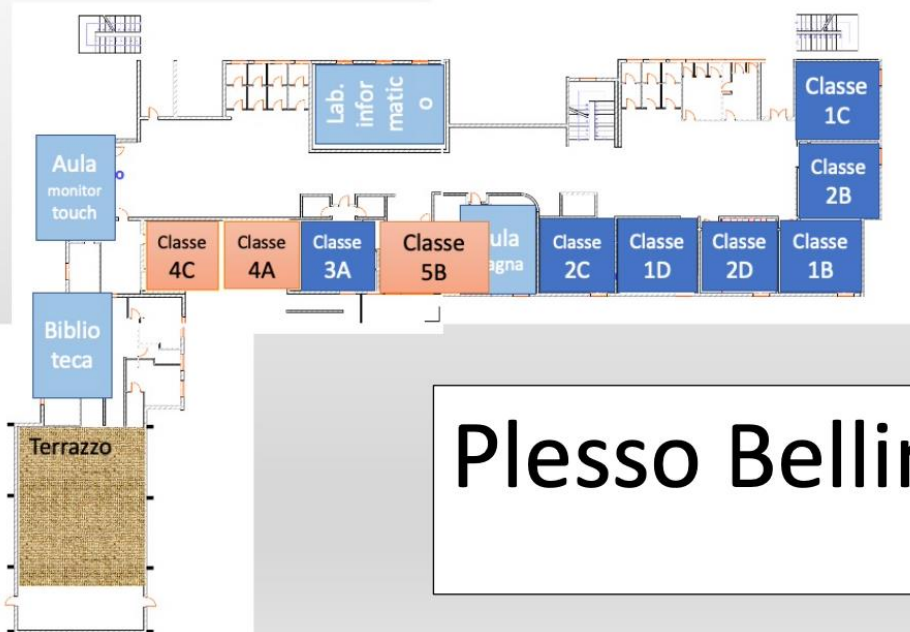 Lab.
infor
matic
o
Classe
1C
Aula
monitor
touch
o
Classe
2B
Classe
4C
Classe
4A
Classe
3A
Classe
5B
ula
agna
Classe
2C
Classe
1D
Classe
2D
Classe
1B
Biblio
teca
Terrazzo
Plesso